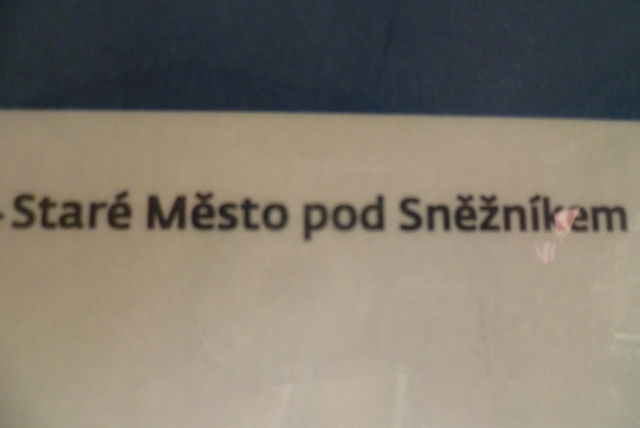 Staré Město pod Sněžníkem